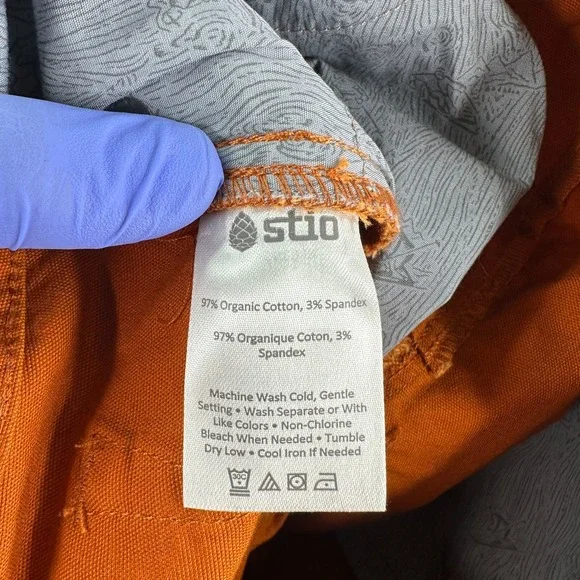 stio
97% Organic Cotton, 3% Spandex
97% Organique Coton, 3%
Spandex
Machine Wash Cold, Gentle
Setting • Wash Separate or With
Like Colors • Non-Chlorine
Bleach When Needed • Tumble
Dry Low • Cool Iron If Needed
30C